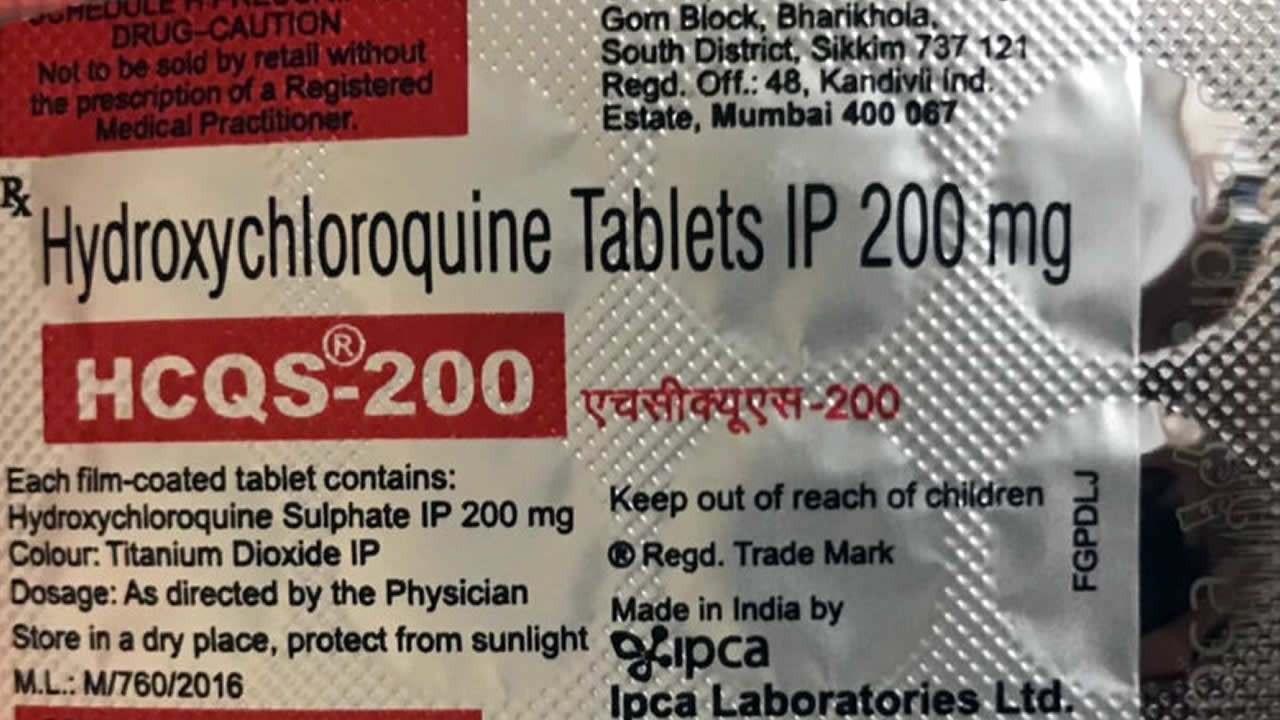 SCHEDULE H PRESCRIPTION
DRUG-CAUTION
Not to be sold by retail without
the prescription of a Registered
Medical Practitioner.
Gom Block, Bharikhola,
South District, Sikkim 737 121
Regd. Off.: 48, Kandivli Ind.
Estate, Mumbai 400 067
Rx
Hydroxychloroquine Tablets IP 200 mg
HCQS®-200
एचसीक्यूएस-200
Each film-coated tablet contains:
Hydroxychloroquine Sulphate IP 200 mg
Colour: Titanium Dioxide IP
Dosage: As directed by the Physician
Store in a dry place, protect from sunlight
M.L.: M/760/2016
Keep out of reach of children
® Regd. Trade Mark
Made in India by
ipca
Ipca Laboratories Ltd.
FGPDLJ